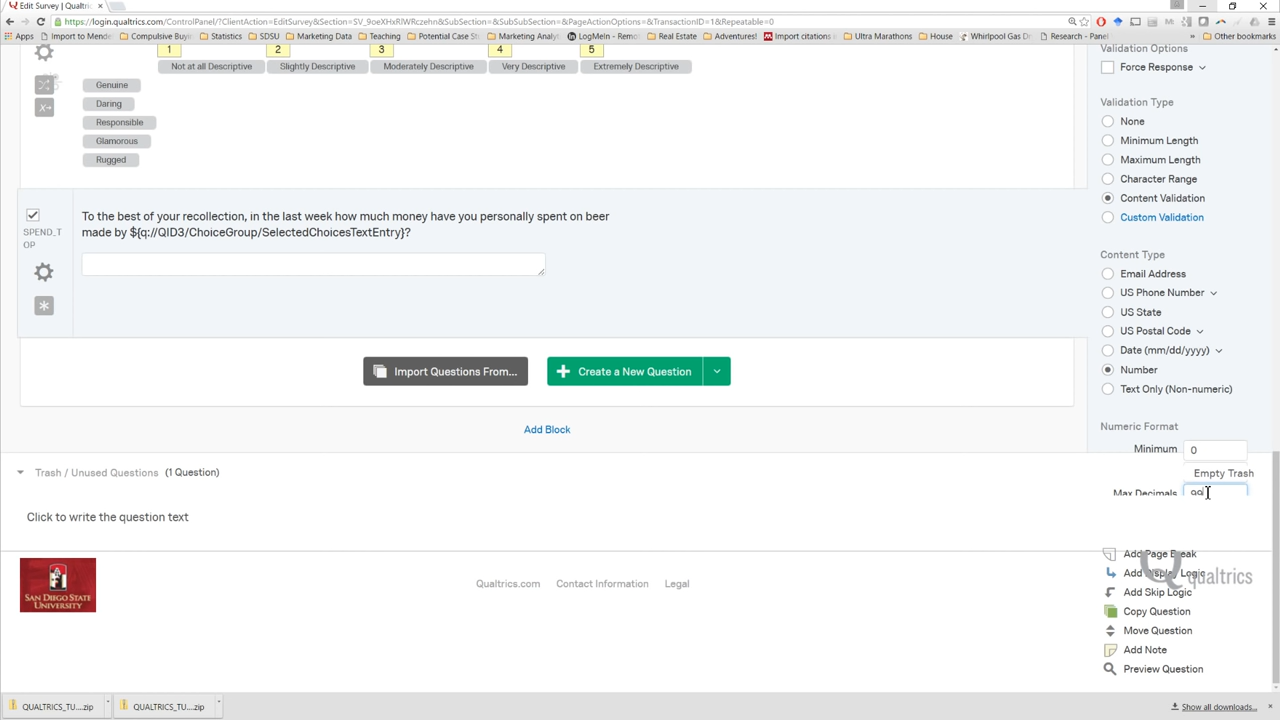 Edit Survey | Qualtri
https://login.qualtrics.com/ControlPanel/?ClientAction=EditSurvey&Section=SV_9oeXHxRlWRczehn&SubSection=&SubSubSection=&PageActionOptions=&TransactionID=1&Repeatable=0
Apps Import to Mende Compulsive Buyin Statistics SDSU Marketing Data Teaching Potential Case St Marketing Analy LogMeIn - Remo Real Estate Adventures! Import citations Ultra Marathons House Whirlpool Gas Dr Research - Pape » Other bookmarks
1 2 3 4 5
Not at all Descriptive Slightly Descriptive Moderately Descriptive Very Descriptive Extremely Descriptive
Genuine
Daring
Responsible
Glamorous
Rugged
SPEND_T
OP
To the best of your recollection, in the last week how much money have you personally spent on beer
made by ${q://QID3/ChoiceGroup/SelectedChoicesTextEntry}?
Import Questions From...
Create a New Question
Add Block
Validation Options
Force Response
Validation Type
None
Minimum Length
Maximum Length
Character Range
Content Validation
Custom Validation
Content Type
Email Address
US Phone Number
US State
US Postal Code
Date (mm/dd/yyyy)
Number
Text Only (Non-numeric)
Numeric Format
Minimum 0
Trash / Unused Questions (1 Question)
Empty Trash
Max Decimals 99
Click to write the question text
Add Page Break
Add Display Logic
Add Skip Logic
Copy Question
Move Question
Add Note
Preview Question
qualtrics
SAN DIEGO STATE
UNIVERSITY
Qualtrics.com Contact Information Legal
QUALTRICS_TU....zip QUALTRICS_TU....zip Show all downloads...